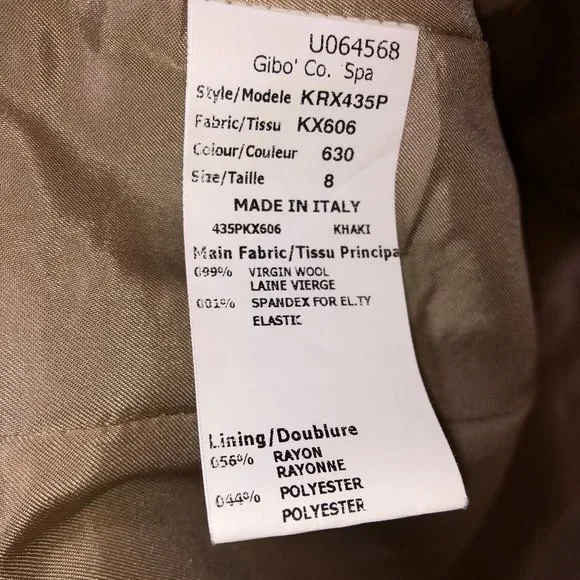 U064568
Gibo' Co. Spa
Style/Modele KRX435P
Fabric/Tissu KX606
Colour/Couleur 630
Size/Taille 8
MADE IN ITALY
435PKX606 KHAKI
Main Fabric/Tissu Principa
099% VIRGIN WOOL
LAINE VIERGE
001% SPANDEX FOR EL.TY
ELASTIC
Lining/Doublure
056% RAYON
RAYONNE
044% POLYESTER
POLYESTER